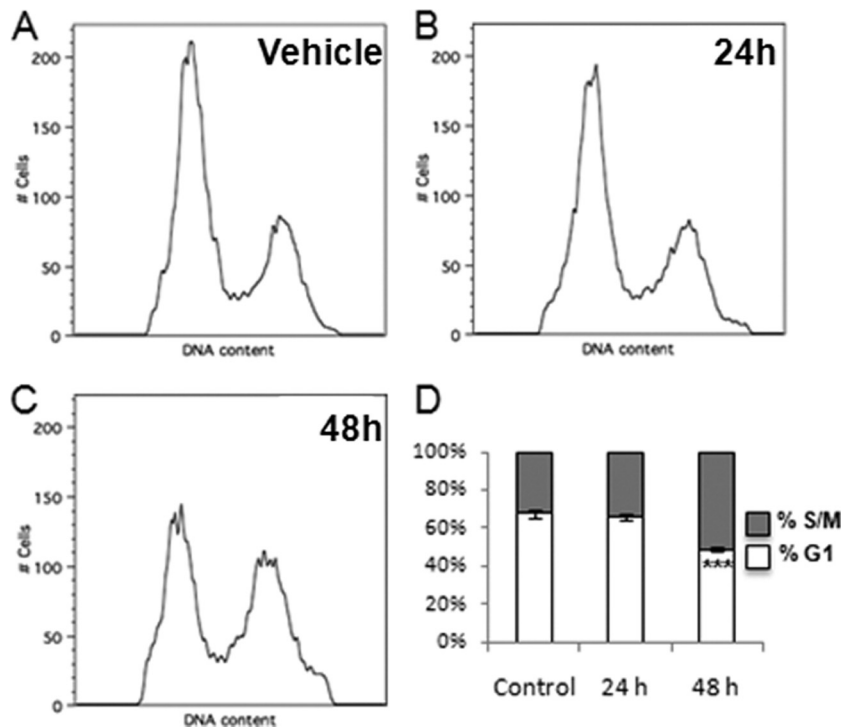 A
Vehicle
200
150
100
50
0
# Cells
DNA content
B
24h
200
150
100
50
0
# Cells
DNA content
C
48h
200
150
100
50
0
# Cells
DNA content
D
100%
80%
60%
40%
20%
0%
***
% S/M
% G1
Control 24 h 48 h